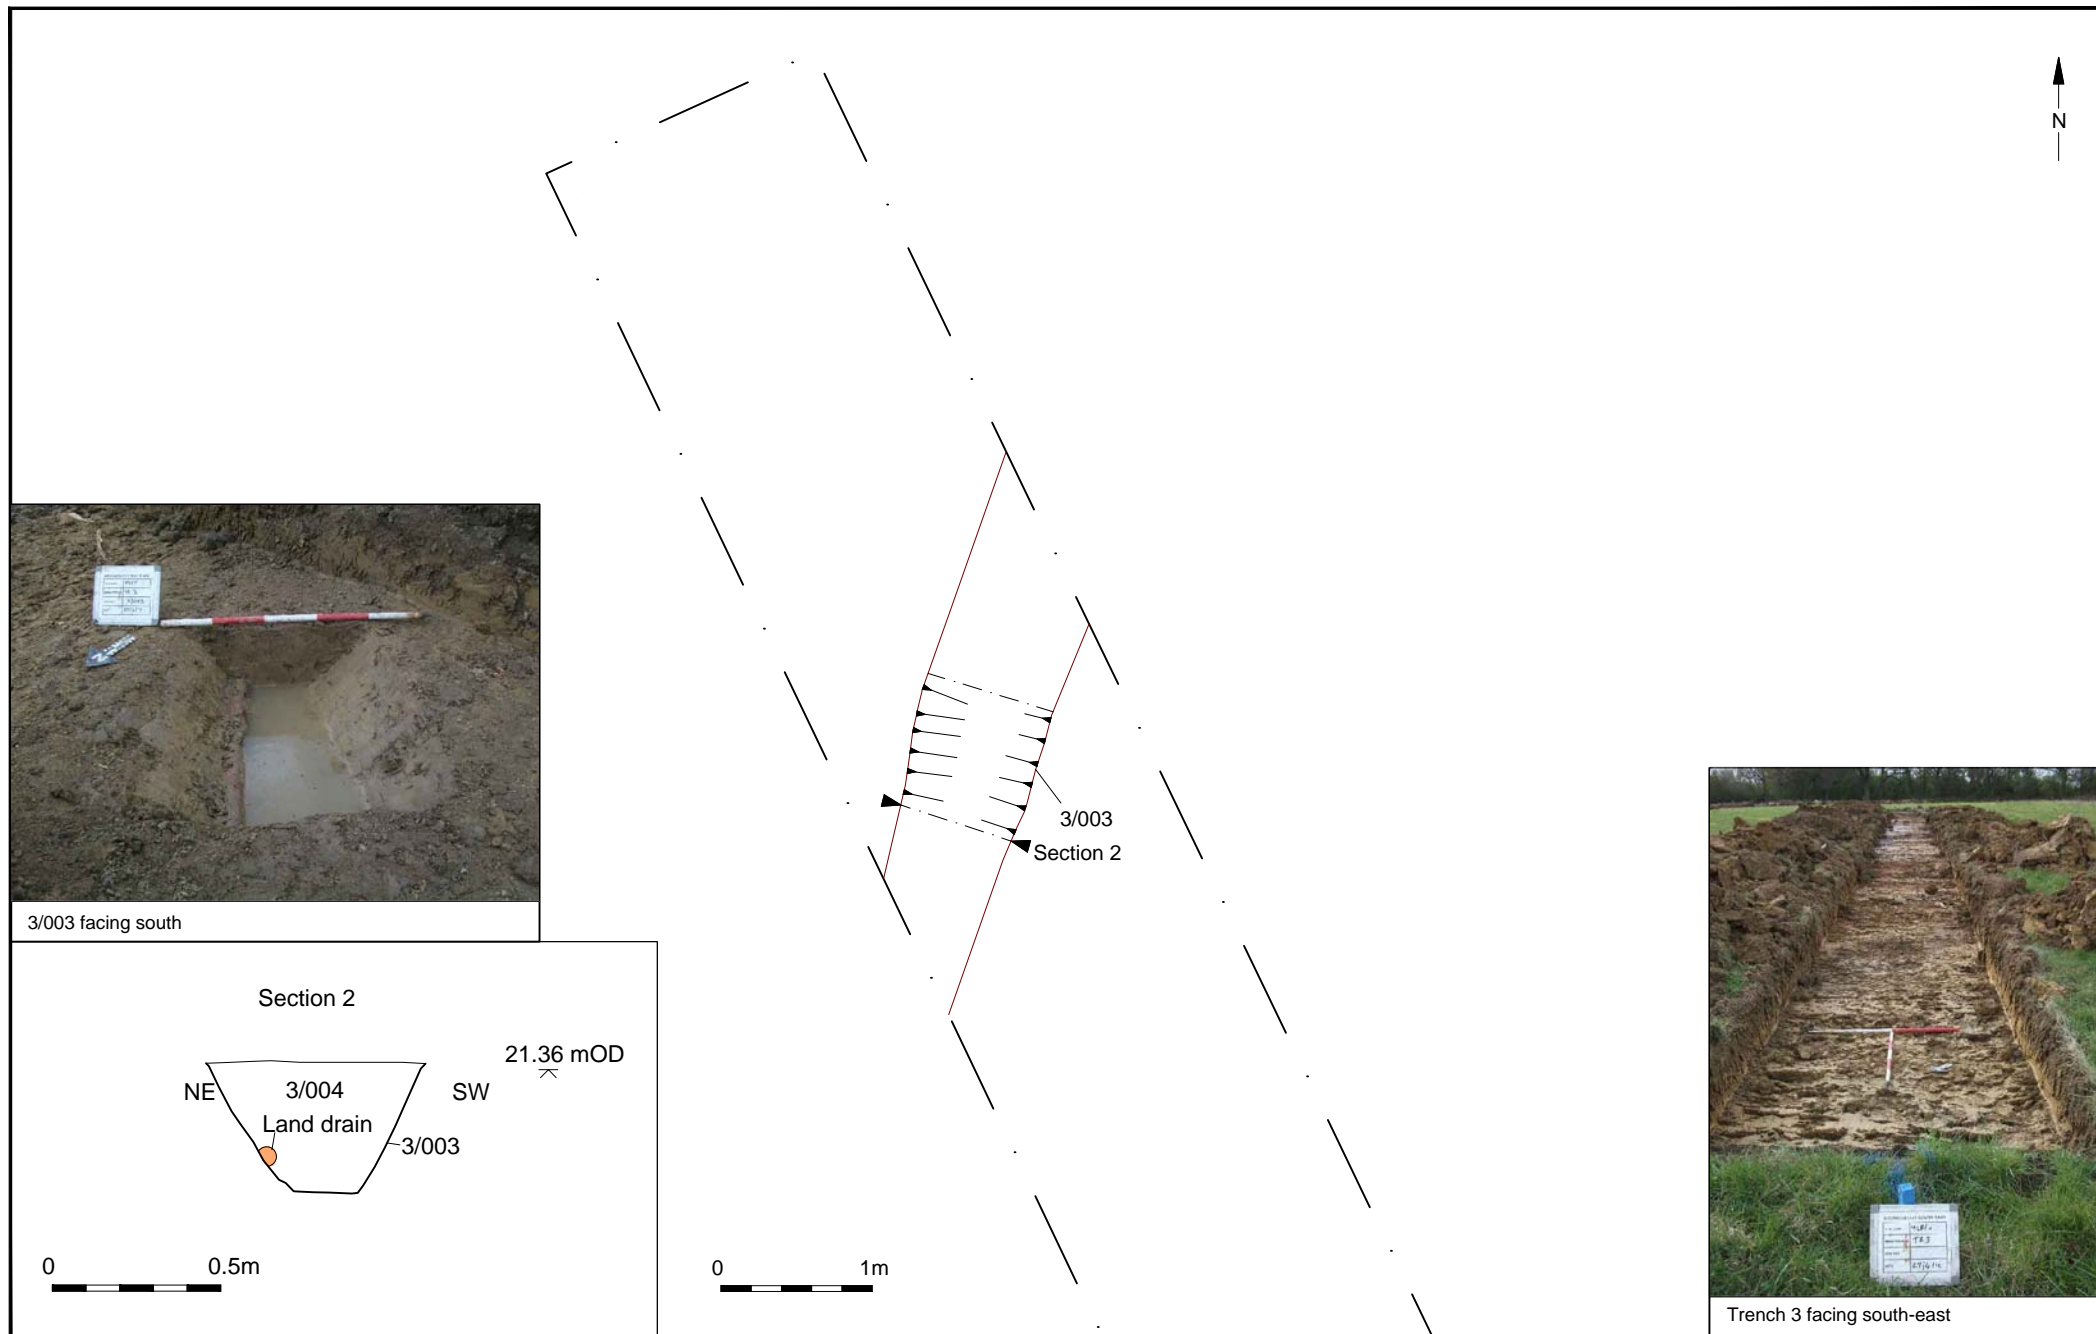 N
3/003
Section 2
3/003 facing south
Section 2
21.36 mOD
NE
3/004
SW
Land drain
3/003
0 0.5m
0 1m
TR3
Trench 3 facing south-east